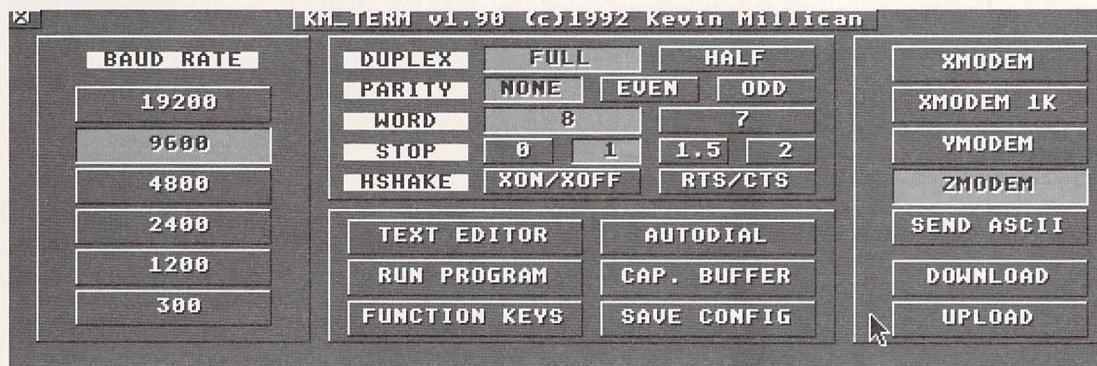 KM_TERM v1.90 (c)1992 Kevin Millican
BAUD RATE
19200
9600
4800
2400
1200
300
DUPLEX FULL HALF
PARITY NONE EVEN ODD
WORD 8 7
STOP 0 1 1.5 2
HSHAKE XON/XOFF RTS/CTS
TEXT EDITOR AUTODIAL
RUN PROGRAM CAP. BUFFER
FUNCTION KEYS SAVE CONFIG
XMODEM
XMODEM 1K
YMODEM
ZMODEM
SEND ASCII
DOWNLOAD
UPLOAD